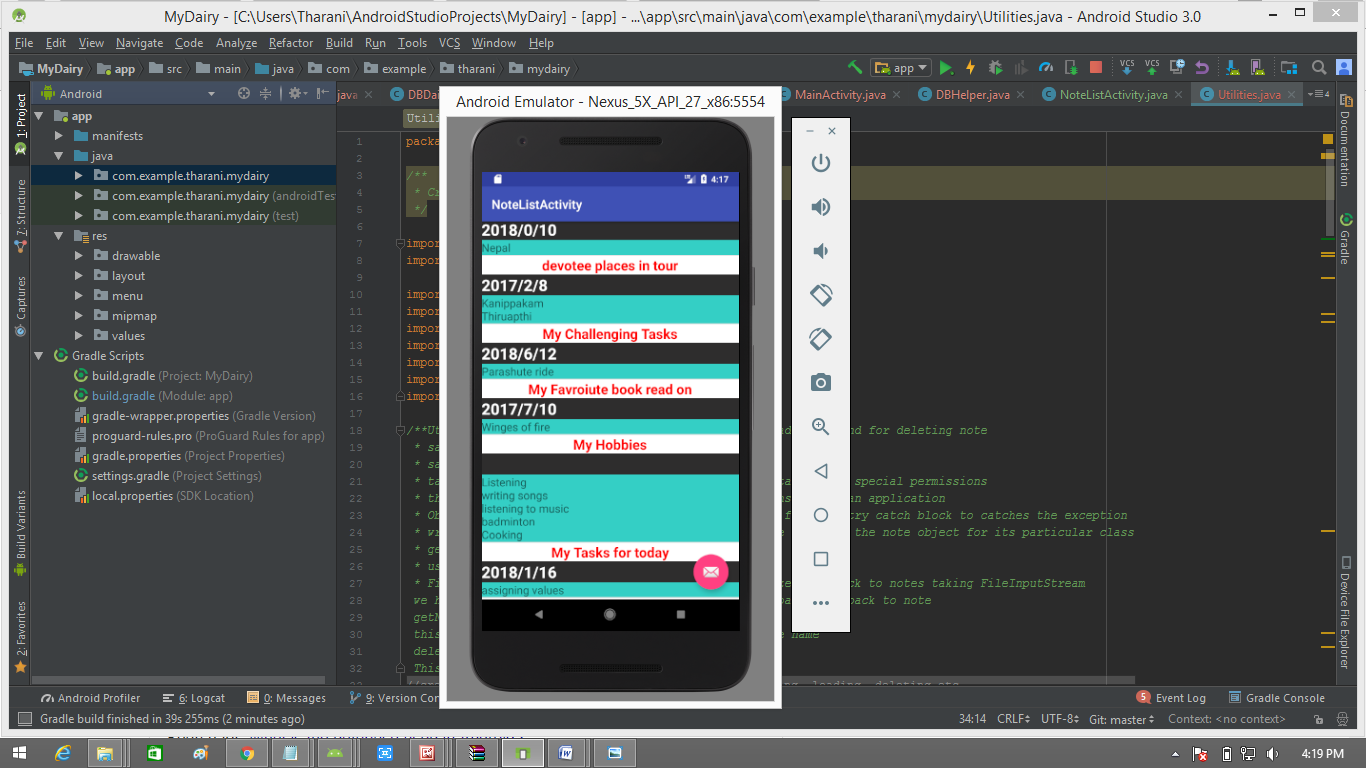 MyDairy - [C:\Users\Tharani\AndroidStudioProjects\MyDairy] - [app] - ...\app\src\main\java\com\example\tharani\mydairy\Utilities.java - Android Studio 3.0
File Edit View Navigate Code Analyze Refactor Build Run Tools VCS Window Help
MyDairy app src main java com example tharani mydairy
app
VCS VCS
Android
java
DBDa
MainActivity.java
DBHelper.java
NoteListActivity.java
Utilities.java
4
1: Project
7: Structure
Captures
Build Variants
2: Favorites
app
manifests
java
com.example.tharani.mydairy
com.example.tharani.mydairy (androidTes
com.example.tharani.mydairy (test)
res
drawable
layout
menu
mipmap
values
Gradle Scripts
build.gradle (Project: MyDairy)
build.gradle (Module: app)
gradle-wrapper.properties (Gradle Version)
proguard-rules.pro (ProGuard Rules for app)
gradle.properties (Project Properties)
settings.gradle (Project Settings)
local.properties (SDK Location)
Utili
1 packa
2
3 /**
4 * Cr
5 */
6
7 impor
8 impor
9
10 impor
11 impor
12 impor
13 impor
14 impor
15 impor
16 impor
17
18 /**Ut nd for deleting note
19 * sa
20 * sa
21 * ta special permissions
22 * th an application
23 * Ob ry catch block to catches the exception
24 * wr the note object for its particular class
25 * ge
26 * us
27 * Fi ck to notes taking FileInputStream
28 we h back to note
29 getN
30 this name
31 dele
32 This
Android Emulator - Nexus_5X_API_27_x86:5554
4:17
NoteListActivity
2018/0/10
Nepal
devotee places in tour
2017/2/8
Kanippakam
Thiruapthi
My Challenging Tasks
2018/6/12
Parashute ride
My Favroiute book read on
2017/7/10
Winges of fire
My Hobbies
Listening
writing songs
listening to music
badminton
Cooking
My Tasks for today
2018/1/16
assigning values
Documentation
Gradle
Device File Explorer
Android Profiler 6: Logcat 0: Messages 9: Version Con
5 Event Log Gradle Console
Gradle build finished in 39s 255ms (2 minutes ago)
34:14 CRLF UTF-8 Git: master Context: <no context>
4:19 PM